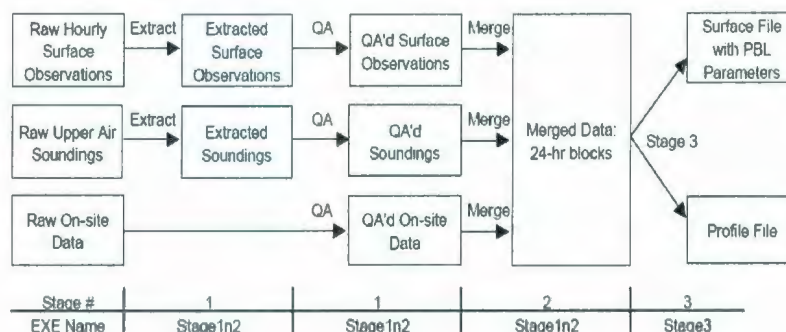 Raw Hourly
Surface
Observations
Extract
Extracted
Surface
Observations
QA
QA'd Surface
Observations
Merge
Surface File
with PBL
Parameters
Raw Upper Air
Soundings
Extract
Extracted
Soundings
QA
QA'd
Soundings
Merge
Merged Data:
24-hr blocks
Stage 3
Raw On-site
Data
QA
QA'd On-site
Data
Merge
Profile File
Stage # 1 1 2 3
EXE Name Stage1n2 Stage1n2 Stage1n2 Stage3